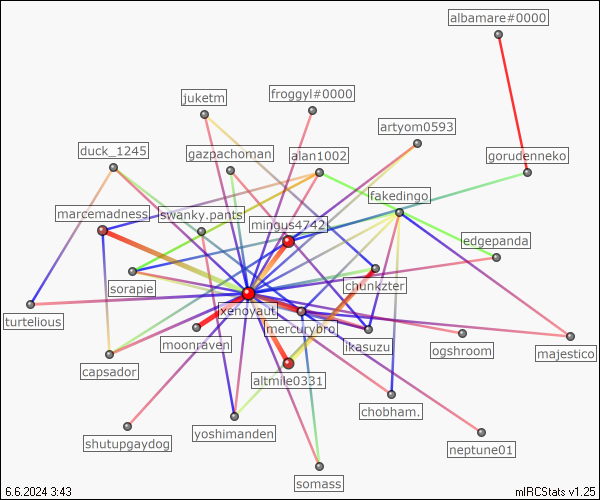 albamare#0000
juketm
froggyl#0000
artyom0593
duck_1245
gazpachoman
alan1002
gorudenneko
fakedingo.
marcemadness
swanky.pants
mingus4742
edgepanda
sorapie
chunkzter
xenoyaut
turtelious
mercurybro
moonraven
ikasuzu
ogshroom
majestico
capsador
altmile0331
chobham.
yoshimanden
shutupgaydog
neptune01
somass
6.6.2024 3:43
mIRCStats v1.25